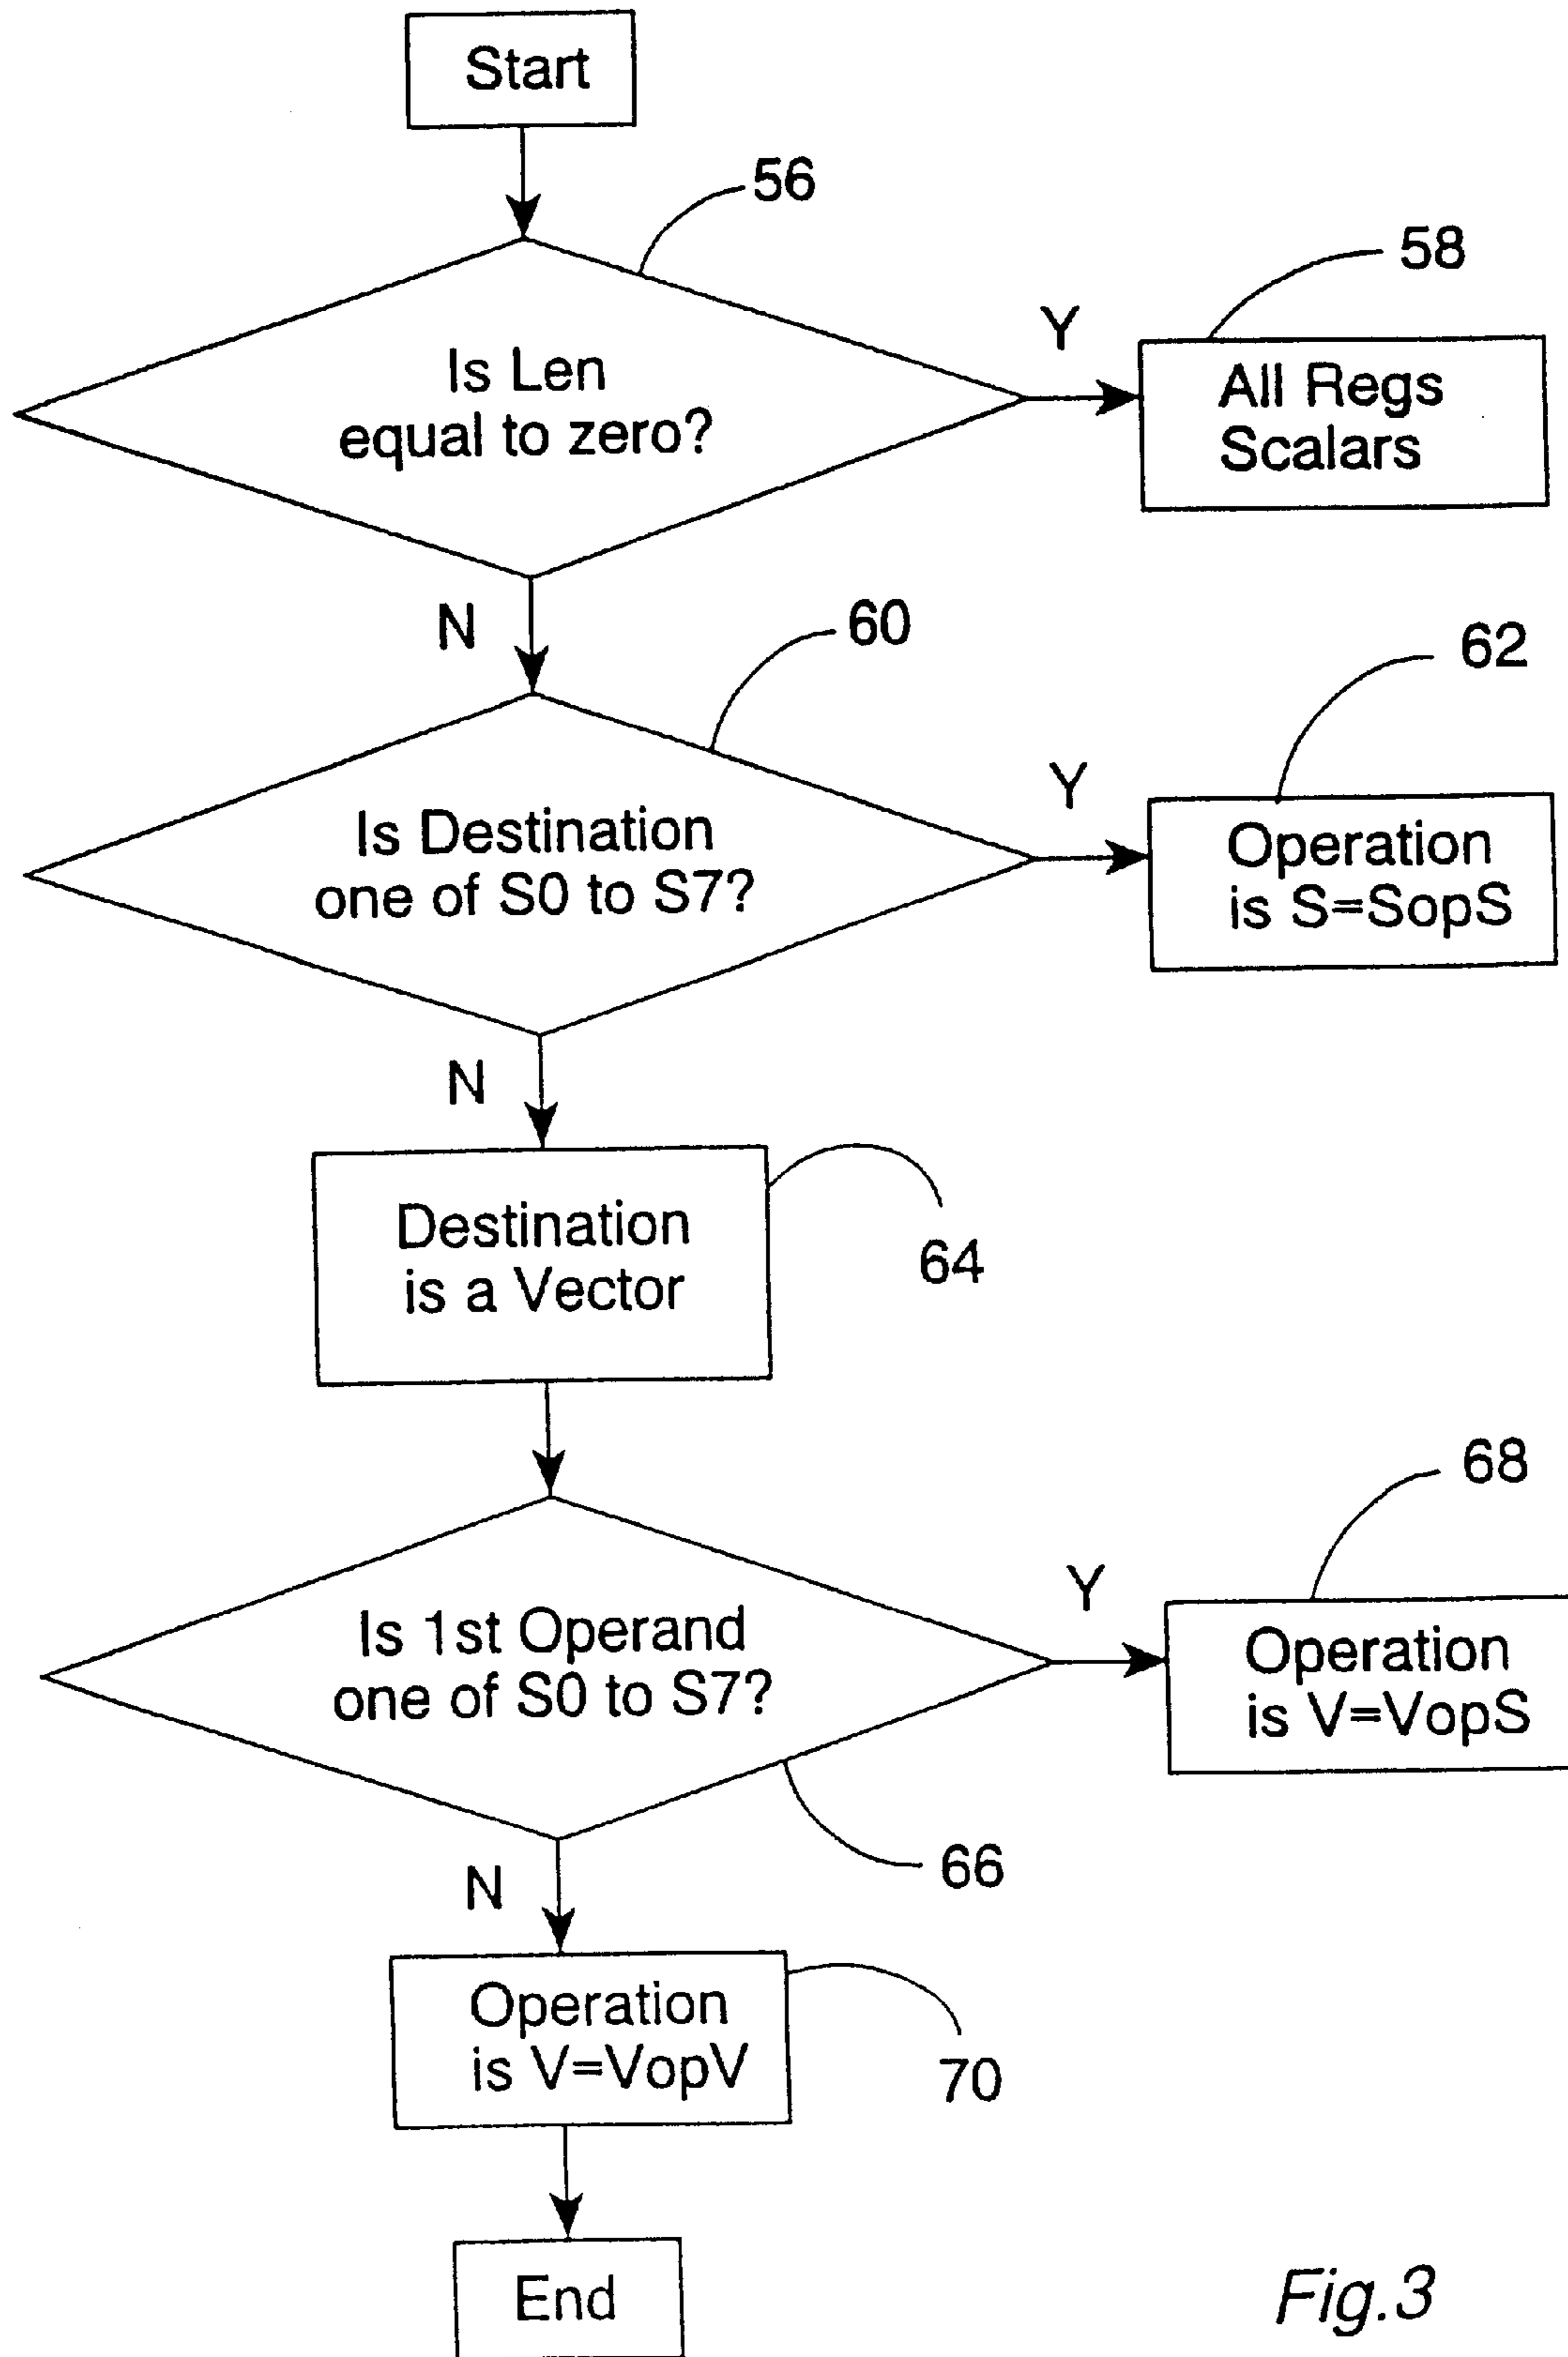 Start
56
58
Y
Is Len
equal to zero?
All Regs
Scalars
N
60
62
Y
Is Destination
one of S0 to S7?
Operation
is S=SopS
N
Destination
is a Vector
64
68
Y
Is 1st Operand
one of S0 to S7?
Operation
is V=VopS
66
N
Operation
is V=VopV
70
End
Fig.3